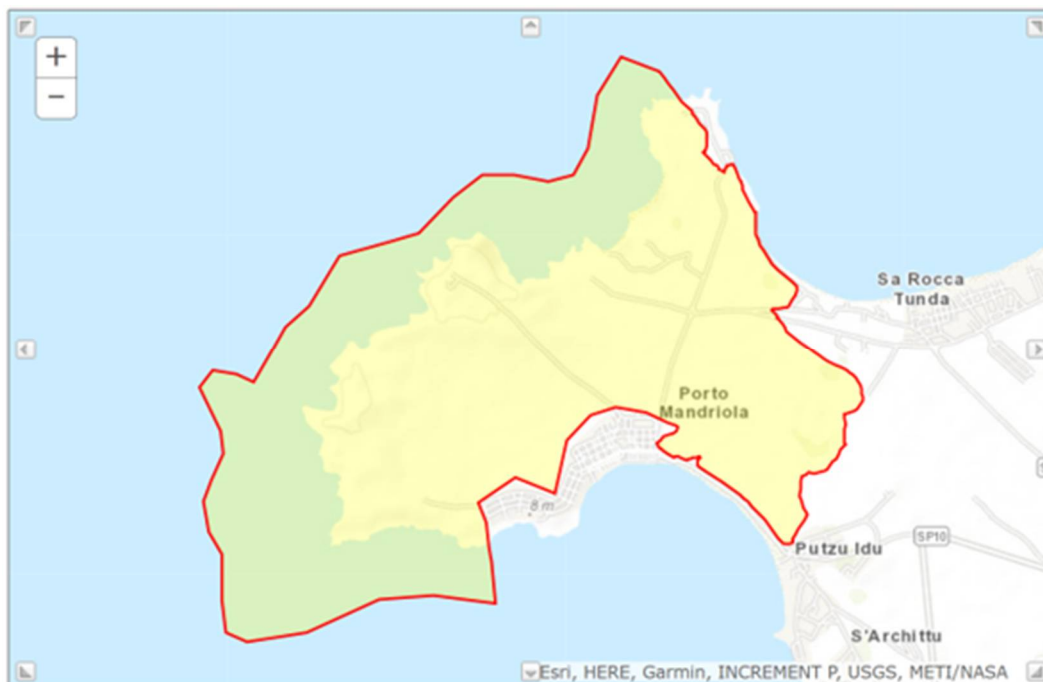 +
−
Sa Rocca
Tunda
Porto
Mandriola
8 m
Putzu Idu
SP10
S'Archittu
Esri, HERE, Garmin, INCREMENT P, USGS, METI/NASA